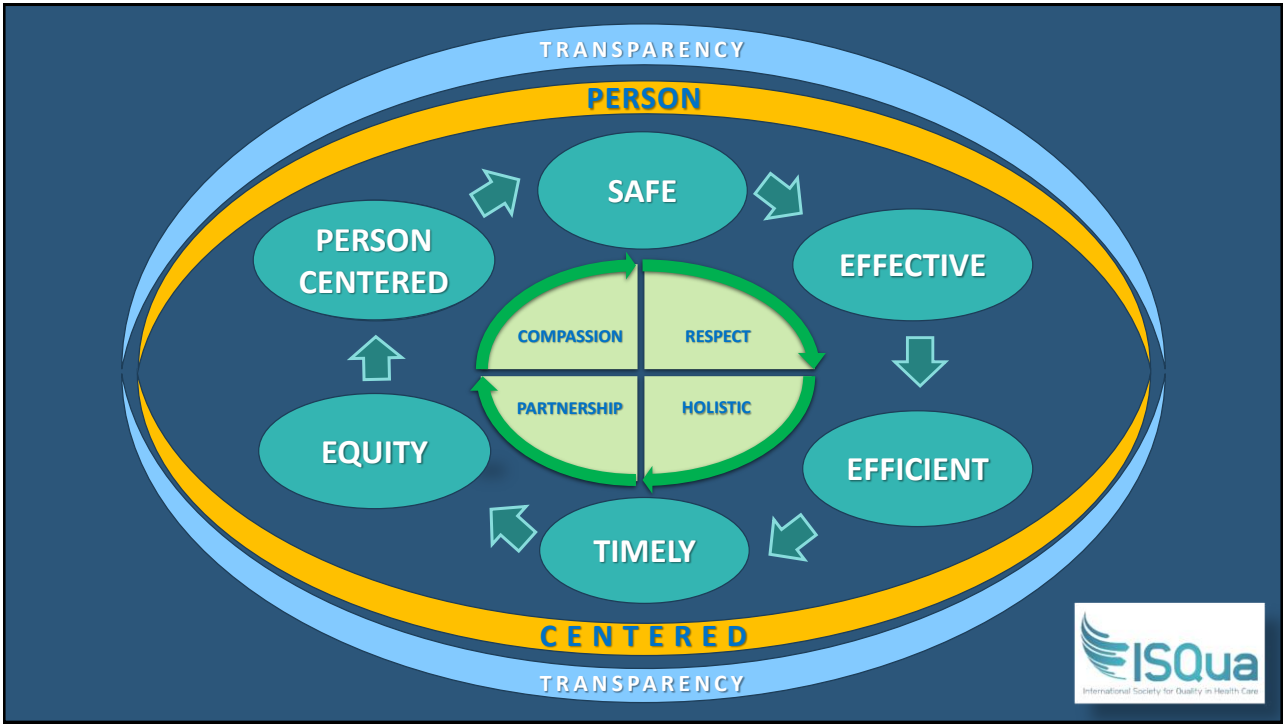 TRANSPARENCY
PERSON
SAFE
PERSON
CENTERED
EFFECTIVE
COMPASSION
RESPECT
PARTNERSHIP
HOLISTIC
EQUITY
EFFICIENT
TIMELY
CENTERED
TRANSPARENCY
ISQua
International Society for Quality in Health Care